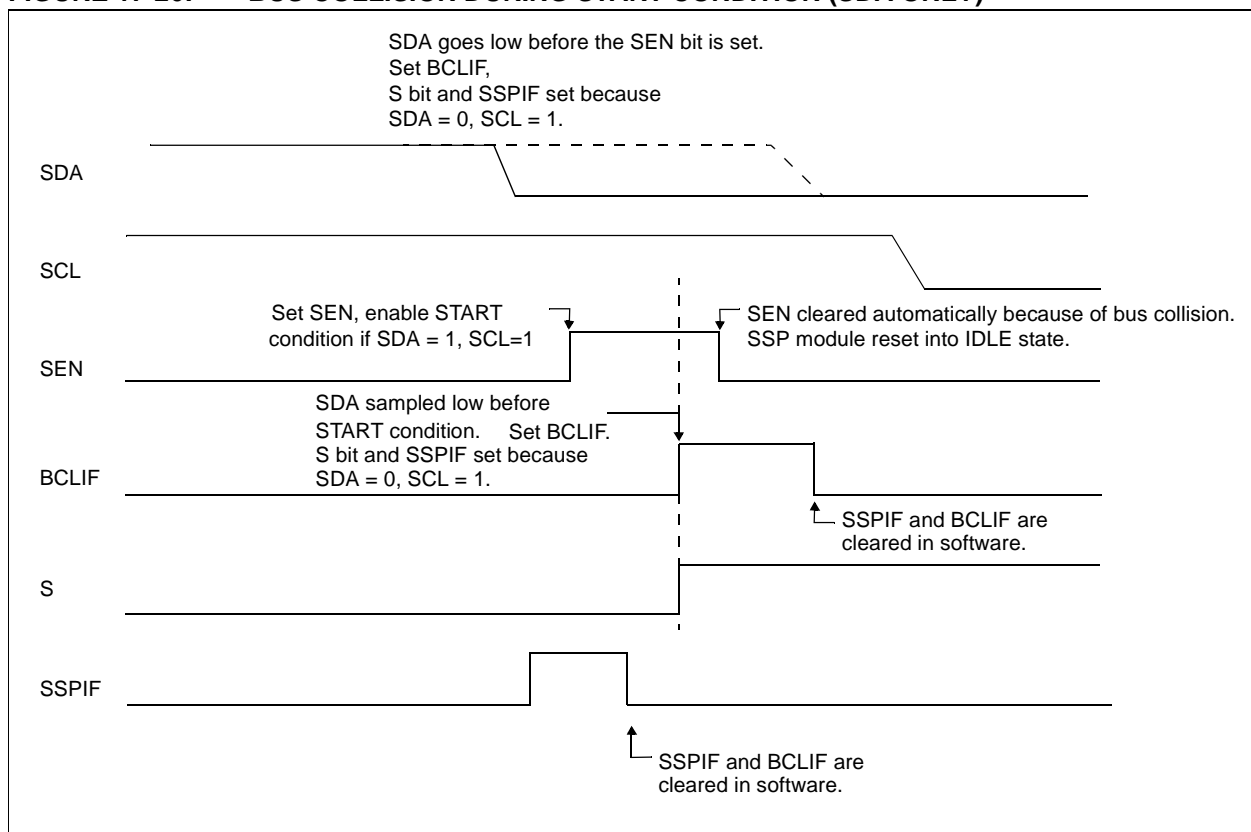 SDA goes low before the SEN bit is set.
Set BCLIF,
S bit and SSPIF set because
SDA = 0, SCL = 1.
SDA
SCL
Set SEN, enable START
condition if SDA = 1, SCL=1
SEN cleared automatically because of bus collision.
SSP module reset into IDLE state.
SEN
SDA sampled low before
START condition. Set BCLIF.
S bit and SSPIF set because
SDA = 0, SCL = 1.
BCLIF
SSPIF and BCLIF are
cleared in software.
S
SSPIF
SSPIF and BCLIF are
cleared in software.